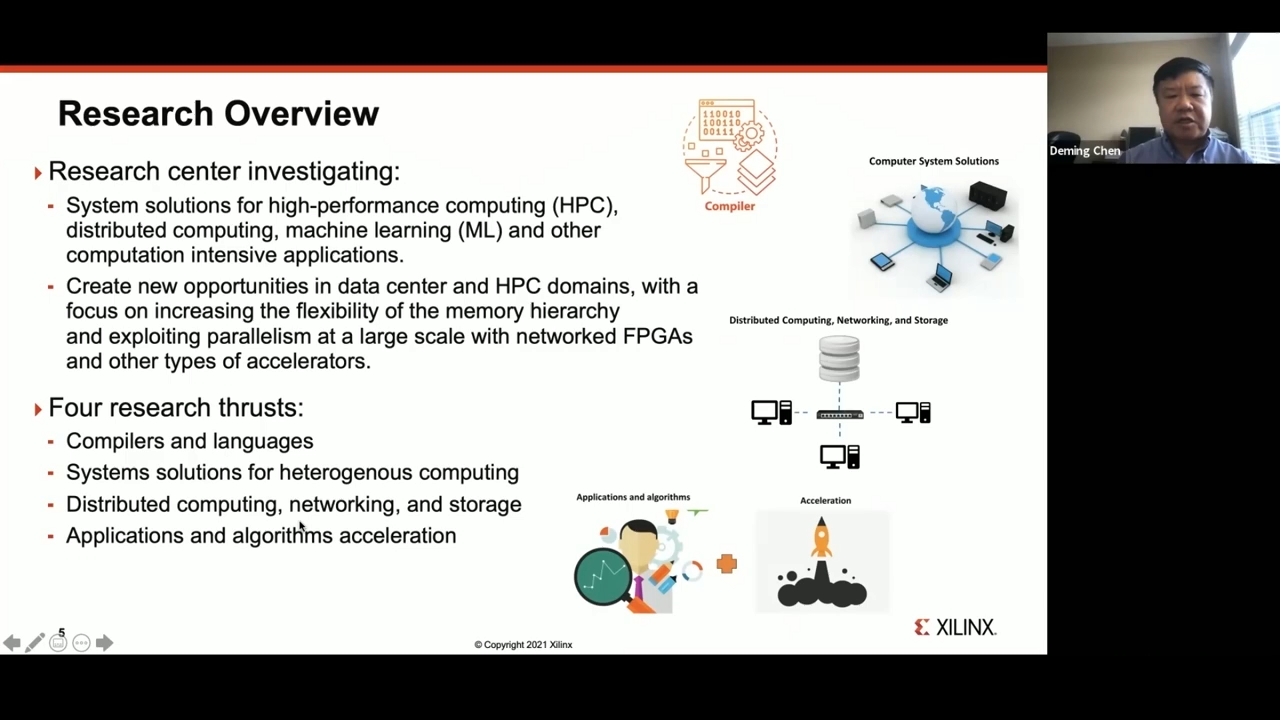 Research Overview
Research center investigating:
- System solutions for high-performance computing (HPC),
distributed computing, machine learning (ML) and other
computation intensive applications.
- Create new opportunities in data center and HPC domains, with a
focus on increasing the flexibility of the memory hierarchy
and exploiting parallelism at a large scale with networked FPGAs
and other types of accelerators.
Four research thrusts:
- Compilers and languages
- Systems solutions for heterogenous computing
- Distributed computing, networking, and storage
- Applications and algorithms acceleration
110010
100110
00111
Compiler
Computer System Solutions
Distributed Computing, Networking, and Storage
Applications and algorithms
Acceleration
5
© Copyright 2021 Xilinx
XILINX
Deming Chen